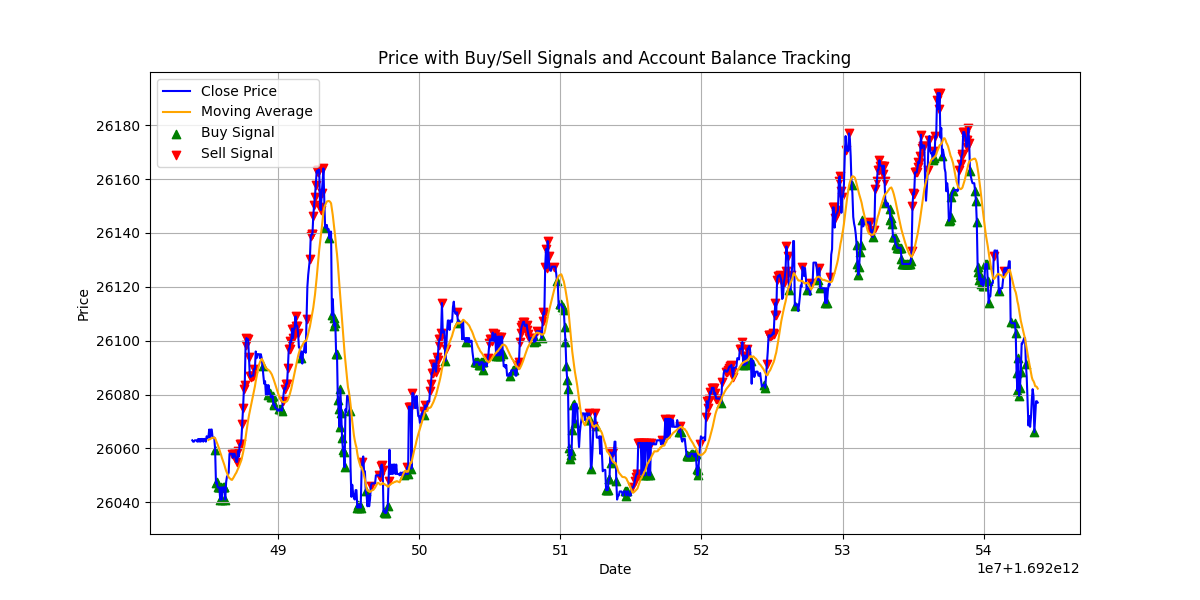 Price with Buy/Sell Signals and Account Balance Tracking
Close Price
Moving Average
Buy Signal
Sell Signal
26180
26160
26140
26120
26100
26080
26060
26040
Price
49 50 51 52 53 54
Date
1e7+1.692e12